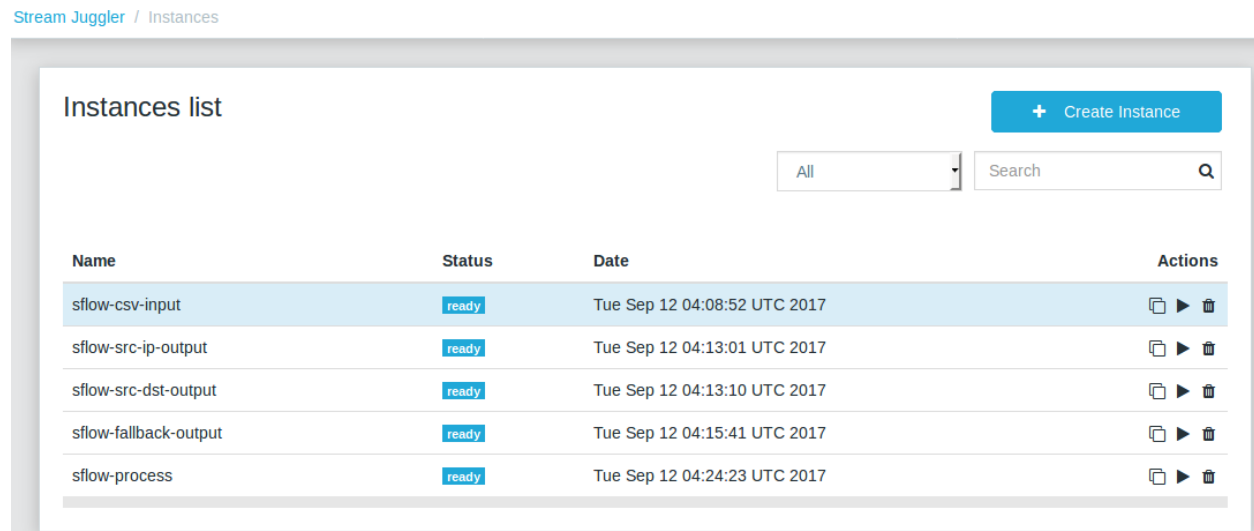 Stream Juggler / Instances
Instances list
+ Create Instance
All
Search
Name Status Date Actions
sflow-csv-input ready Tue Sep 12 04:08:52 UTC 2017
sflow-src-ip-output ready Tue Sep 12 04:13:01 UTC 2017
sflow-src-dst-output ready Tue Sep 12 04:13:10 UTC 2017
sflow-fallback-output ready Tue Sep 12 04:15:41 UTC 2017
sflow-process ready Tue Sep 12 04:24:23 UTC 2017